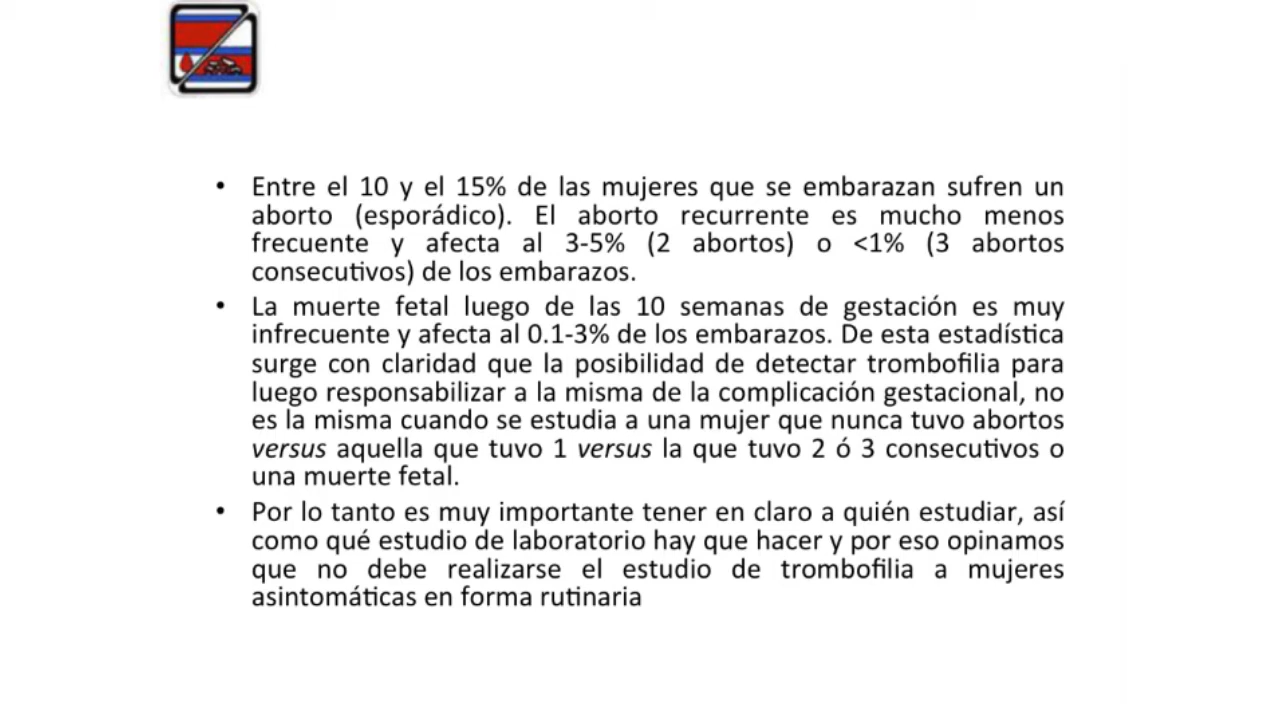 • Entre el 10 y el 15% de las mujeres que se embarazan sufren un
aborto (esporádico). El aborto recurrente es mucho menos
frecuente y afecta al 3-5% (2 abortos) o <1% (3 abortos
consecutivos) de los embarazos.
• La muerte fetal luego de las 10 semanas de gestación es muy
infrecuente y afecta al 0.1-3% de los embarazos. De esta estadística
surge con claridad que la posibilidad de detectar trombofilia para
luego responsabilizar a la misma de la complicación gestacional, no
es la misma cuando se estudia a una mujer que nunca tuvo abortos
versus aquella que tuvo 1 versus la que tuvo 2 ó 3 consecutivos o
una muerte fetal.
• Por lo tanto es muy importante tener en claro a quién estudiar, así
como qué estudio de laboratorio hay que hacer y por eso opinamos
que no debe realizarse el estudio de trombofilia a mujeres
asintomáticas en forma rutinaria